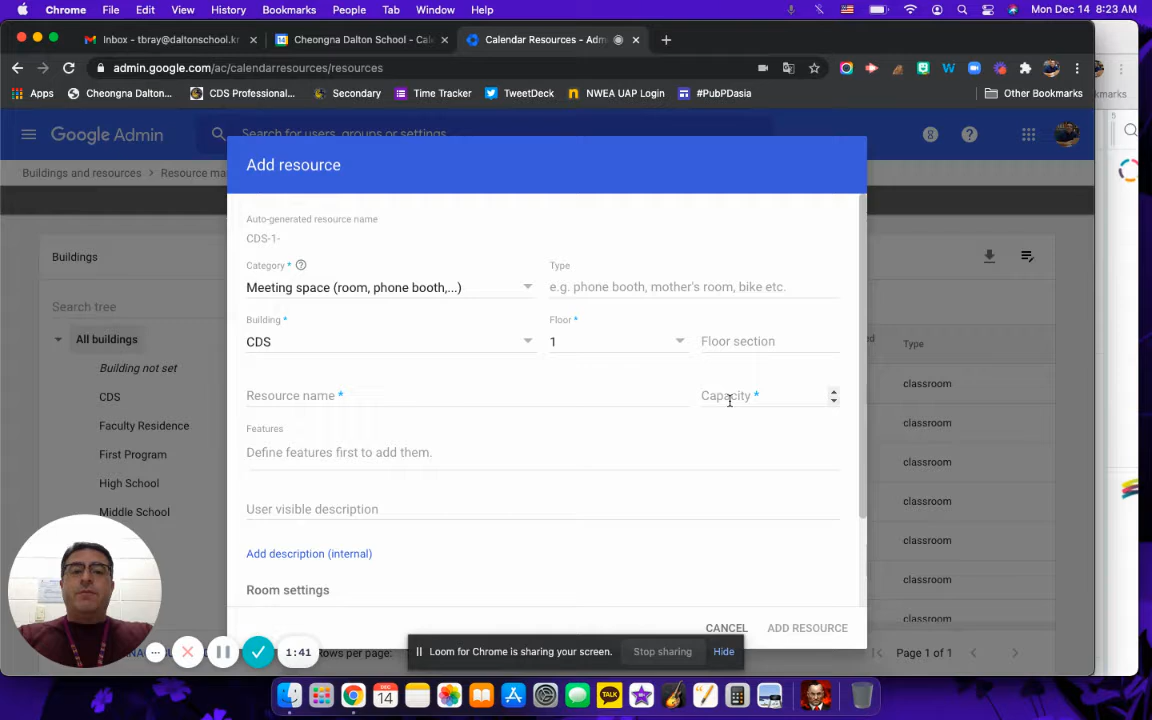 Chrome File Edit View History Bookmarks People Tab Window Help Mon Dec 14 8:23 AM
Inbox - tbray@daltonschool.kr Cheongna Dalton School - Cal Calendar Resources - Adm
admin.google.com/ac/calendarresources/resources
Apps Cheongna Dalton... CDS Professional... Secondary Time Tracker TweetDeck NWEA UAP Login #PubPDasia Other Bookmarks
Google Admin Search for users, groups or settings
Buildings and resources > Resource ma
Add resource
Auto-generated resource name
CDS-1-
Category *
Type
Meeting space (room, phone booth,...)
e.g. phone booth, mother's room, bike etc.
Building *
Floor *
CDS
1
Floor section
Resource name *
Capacity *
Features
Define features first to add them.
User visible description
Add description (internal)
Room settings
CANCEL ADD RESOURCE
Buildings
Search tree
All buildings
Building not set
CDS
Faculty Residence
First Program
High School
Middle School
Type
classroom
classroom
classroom
classroom
classroom
classroom
classroom
Rows per page:
Page 1 of 1
1:41
Loom for Chrome is sharing your screen. Stop sharing Hide
DEC
14
TALK